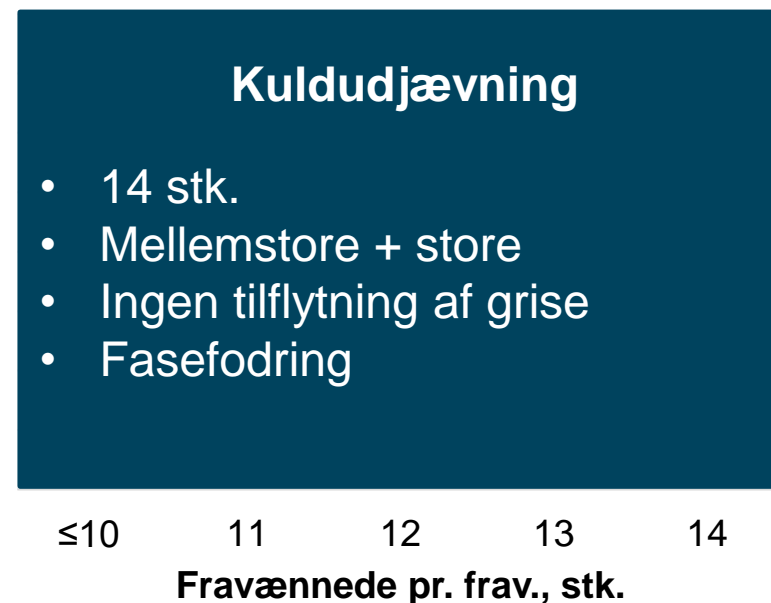 Kuldudjævning
• 14 stk.
• Mellemstore + store
• Ingen tilflytning af grise
• Fasefodring
≤10 11 12 13 14
Fravænnede pr. frav., stk.